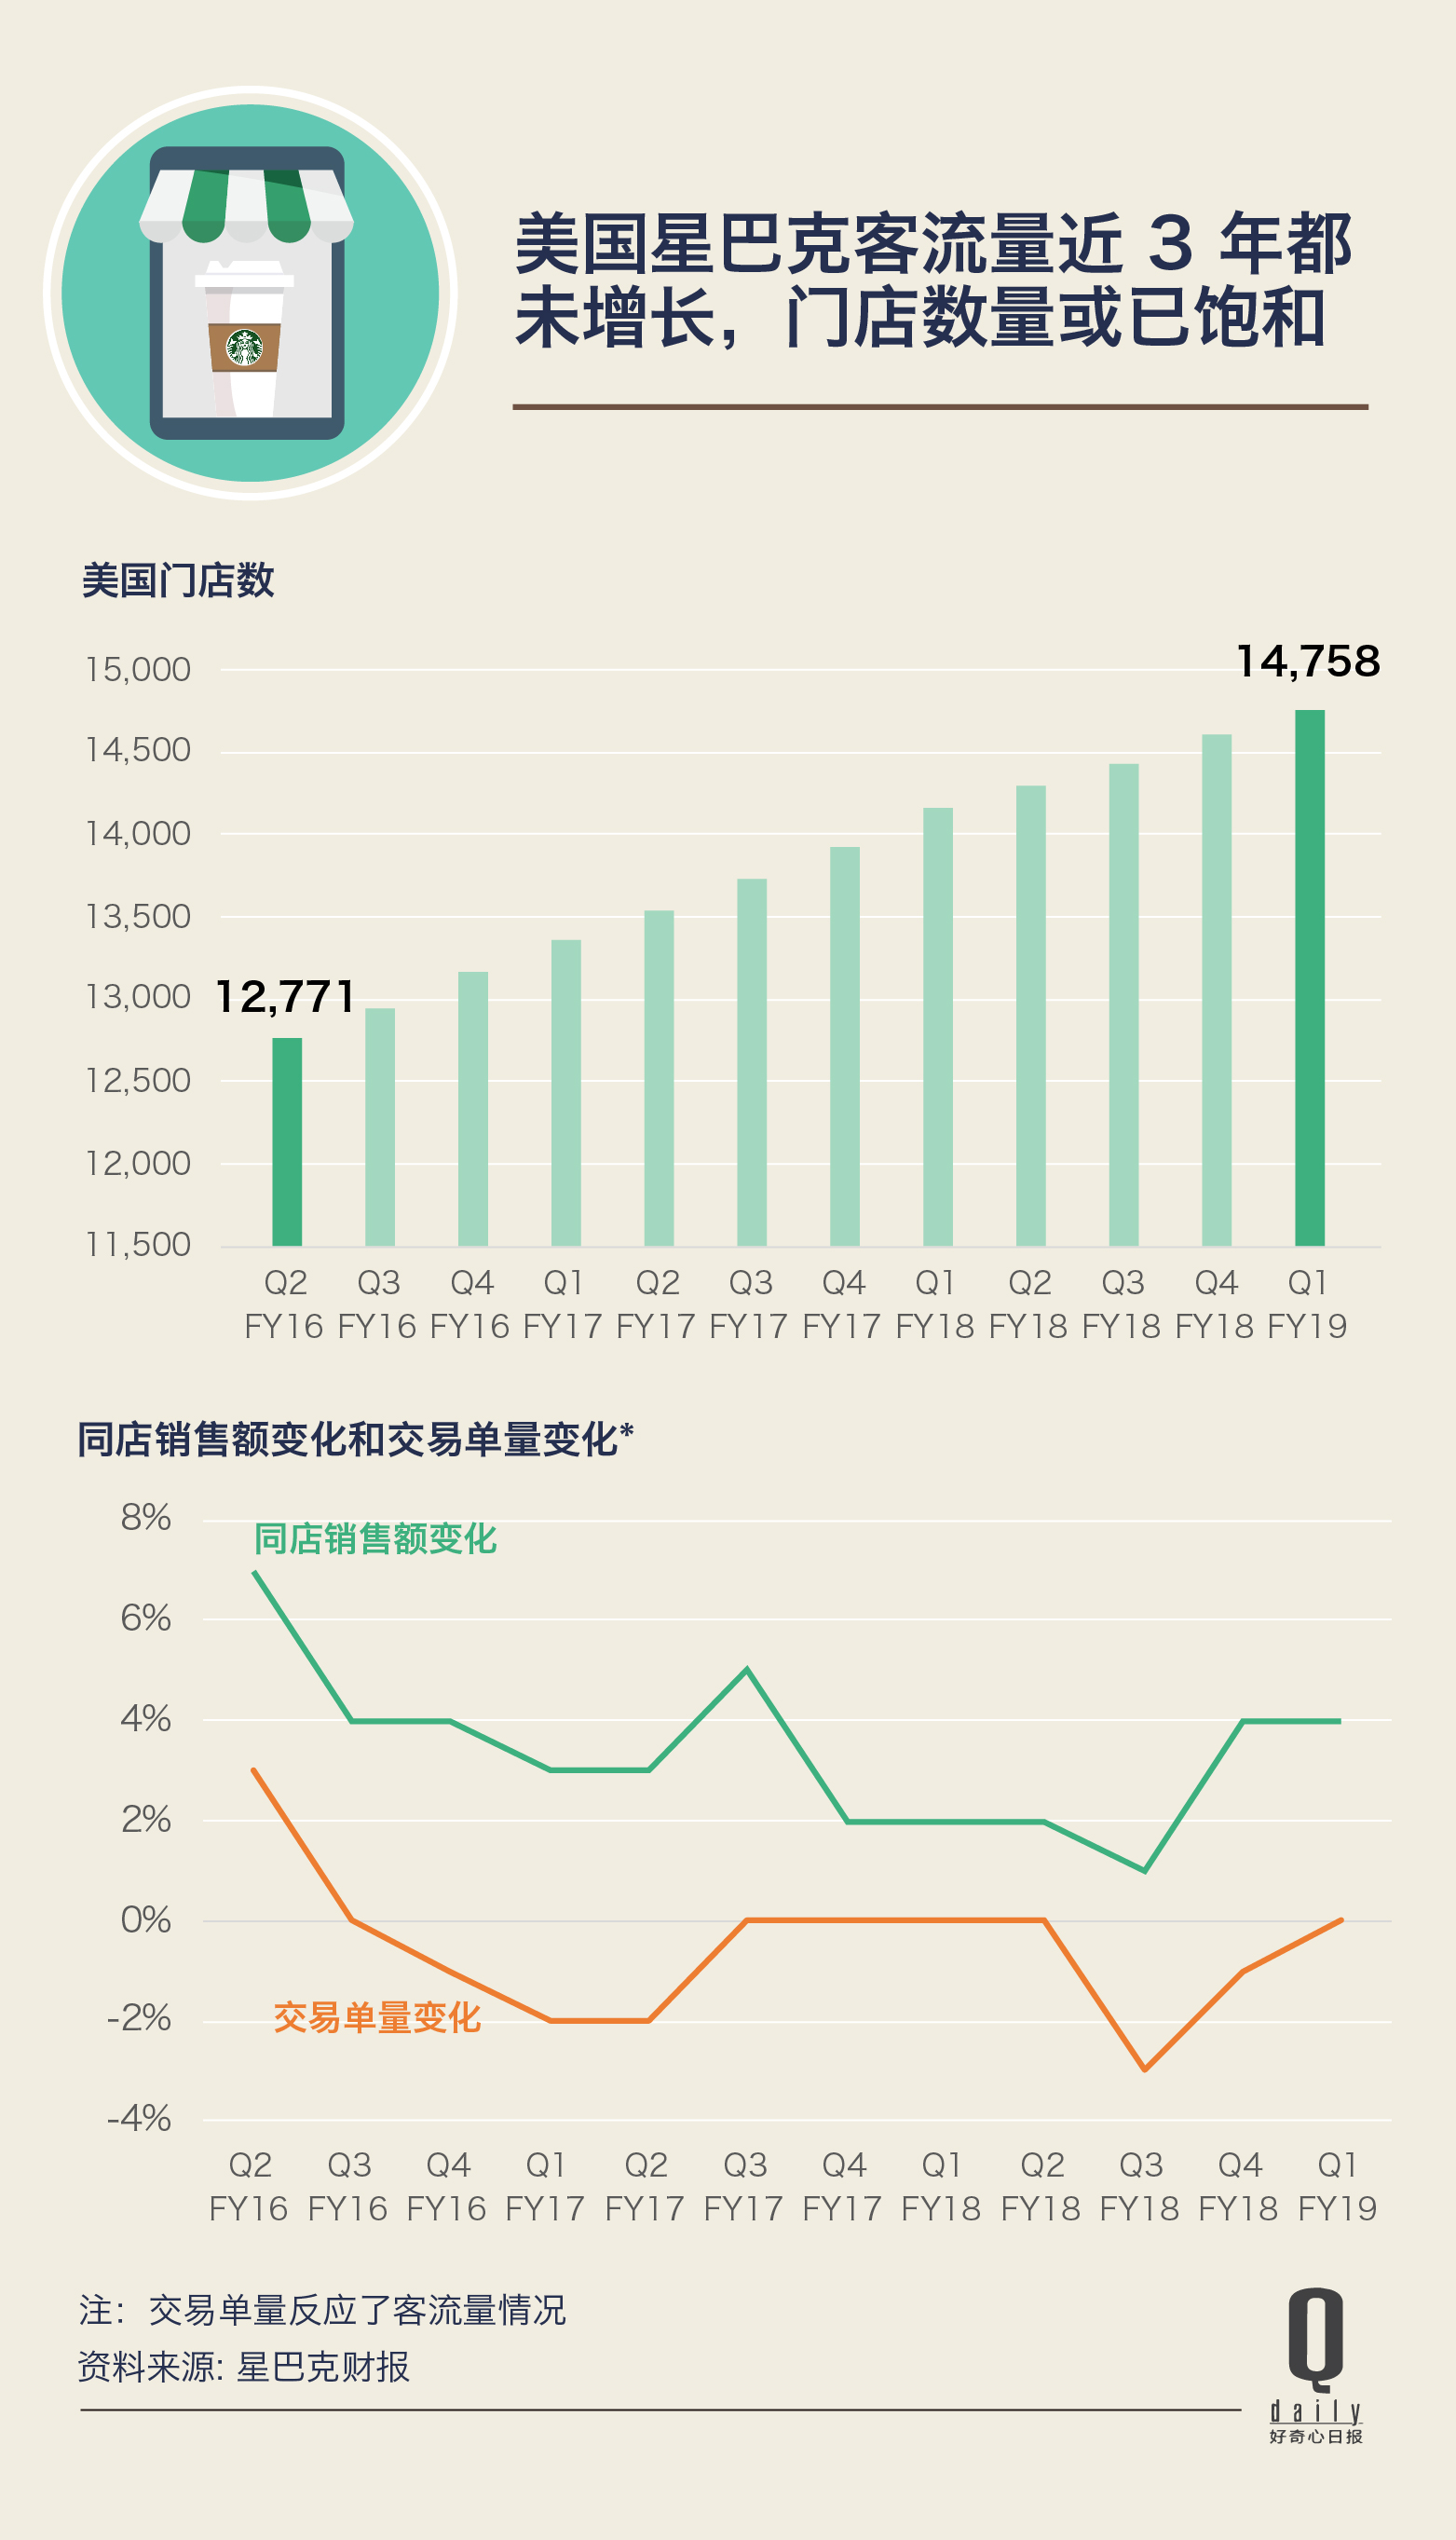 美国星巴克客流量近 3 年都
未增长，门店数量或已饱和
美国门店数
15,000
14,500
14,000
13,500
13,000
12,500
12,000
11,500
12,771
14,758
Q2 Q3 Q4 Q1 Q2 Q3 Q4 Q1 Q2 Q3 Q4 Q1
FY16 FY16 FY16 FY17 FY17 FY17 FY17 FY18 FY18 FY18 FY18 FY19
同店销售额变化和交易单量变化*
8%
6%
4%
2%
0%
-2%
-4%
同店销售额变化
交易单量变化
Q2 Q3 Q4 Q1 Q2 Q3 Q4 Q1 Q2 Q3 Q4 Q1
FY16 FY16 FY16 FY17 FY17 FY17 FY17 FY18 FY18 FY18 FY18 FY19
注：交易单量反应了客流量情况
资料来源: 星巴克财报
Q
daily
好奇心日报